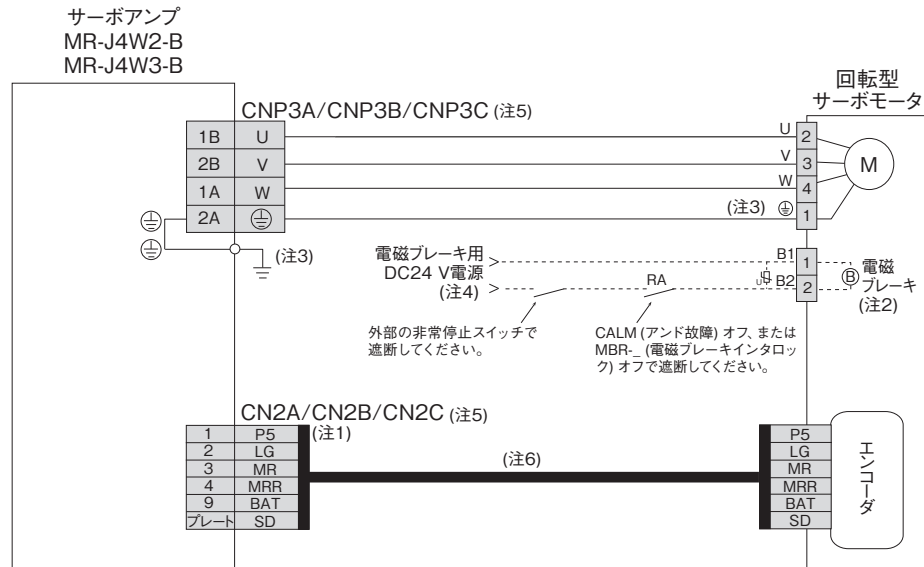 サーボアンプ
MR-J4W2-B
MR-J4W3-B
回転型
サーボモータ
CNP3A/CNP3B/CNP3C (注5)
1B U
2B V
1A W
2A
U 2
V 3
W 4
(注3) 1
M
(注3)
電磁ブレーキ用
DC24 V電源
(注4)
RA
B1 1
U B2 2
B
電磁
ブレーキ
(注2)
外部の非常停止スイッチで
遮断してください。
CALM (アンド故障) オフ、または
MBR-_ (電磁ブレーキインタロッ
ク) オフで遮断してください。
CN2A/CN2B/CN2C (注5)
(注1)
1 P5
2 LG
3 MR
4 MRR
9 BAT
プレート SD
(注6)
P5
LG
MR
MRR
BAT
SD
エンコーダ